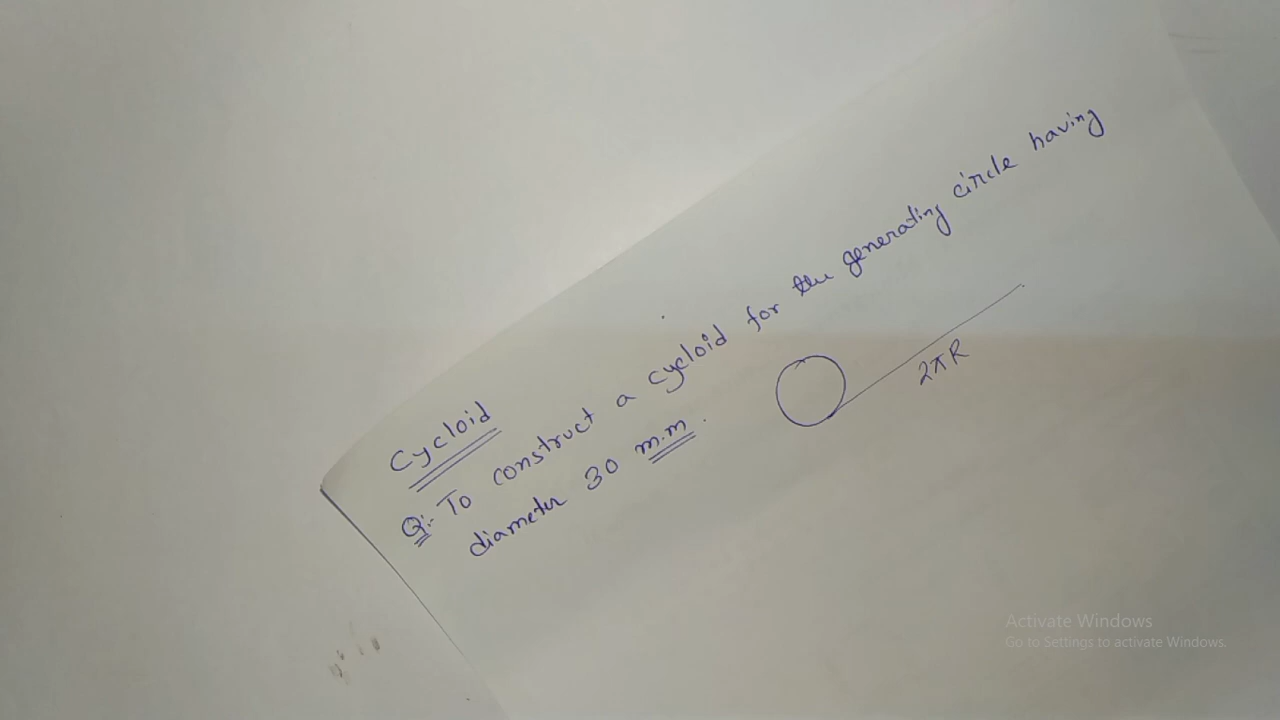 Cycloid
Q:- To construct a cycloid for the generating circle having
diameter 30 m.m.
2πR
Activate Windows
Go to Settings to activate Windows.